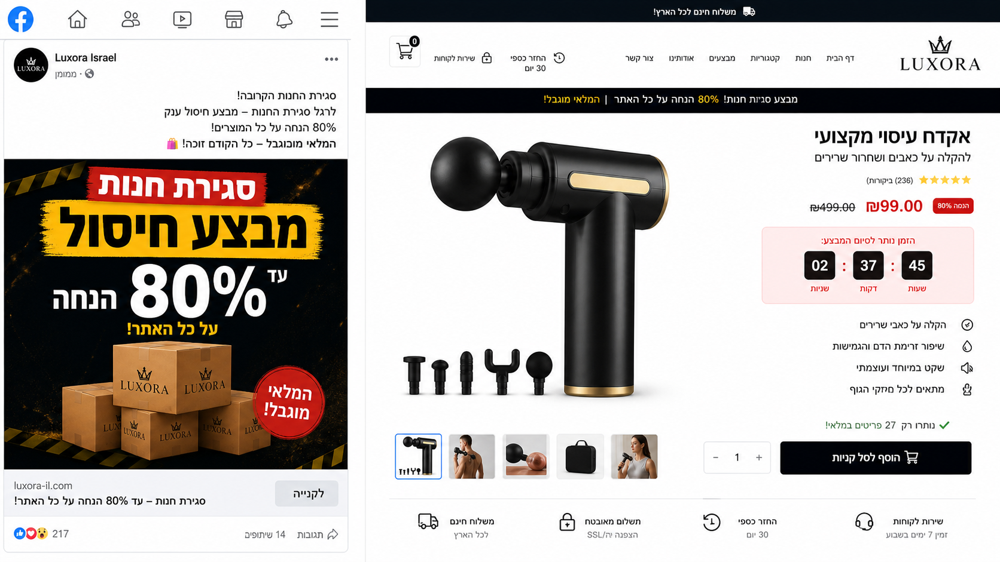 Luxora Israel
ממומן ·
סגירת החנות הקרובה!
לרגל סגירת החנות – מבצע חיסול ענק
80% הנחה על כל המוצרים!
– כל הקודם זוכה!
סגירת חנות
מבצע חיסול
עד 80% הנחה
על כל האתר!
LUXORA
LUXORA
LUXORA
LUXORA
LUXORA
המלאי
מוגבל!
luxora-il.com
סגירת חנות – עד 80% הנחה על כל האתר!
לקנייה
217
14 שיתופים
תגובות
משלוח חינם לכל הארץ!
LUXORA
דף הבית
חנות
קטגוריות
מבצעים
אודותינו
צור קשר
החזר כספי
30 יום
שירות לקוחות
0
מבצע סגירת חנות! 80% הנחה על כל האתר | המלאי מוגבל!
אקדח עיסוי מקצועי
להקלה על כאבים ושחרור שרירים
(236) ביקורות)
80% ₪99.00 ₪499.00
הזמן נותר לסיום המבצע:
45 : 37 : 02
שעות
דקות
שניות
הקלה על כאבי שרירים
שיפור זרימת הדם והגמישות
שקט במיוחד ועוצמתי
מתאים לכל הגוף
נותרו רק 27 פריטים במלאי!
הוסף לסל קניות
− 1 +
שירות לקוחות
זמין 7 ימים בשבוע
החזר כספי
30 יום
תשלום מאובטח
הצפנה SSL/
משלוח חינם
לכל הארץ